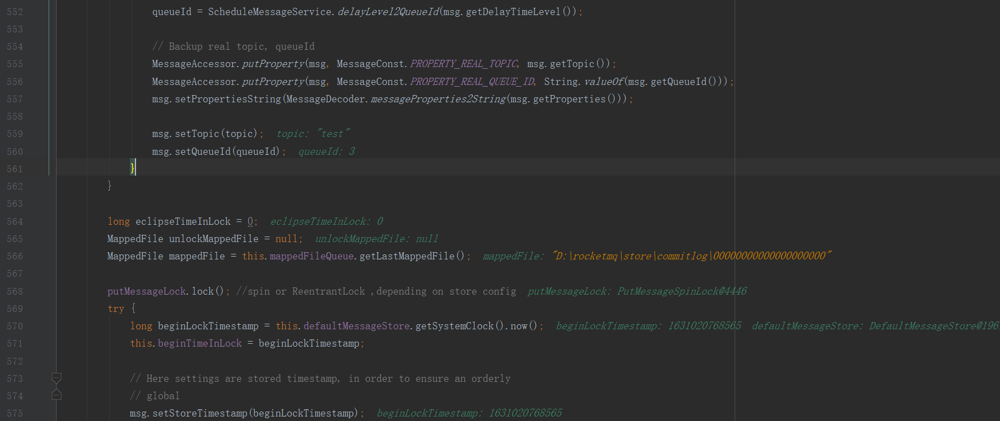 552 queueId = ScheduleMessageService.delayLevel2QueueId(msg.getDelayTimeLevel());
553
554 // Backup real topic, queueId
555 MessageAccessor.putProperty(msg, MessageConst.PROPERTY_REAL_TOPIC, msg.getTopic());
556 MessageAccessor.putProperty(msg, MessageConst.PROPERTY_REAL_QUEUE_ID, String.valueOf(msg.getQueueId()));
557 msg.setPropertiesString(MessageDecoder.messageProperties2String(msg.getProperties()));
558
559 msg.setTopic(topic); topic: "test"
560 msg.setQueueId(queueId); queueId: 3
561 }
562 }
563
564 long eclipseTimeInLock = 0; eclipseTimeInLock: 0
565 MappedFile unlockMappedFile = null; unlockMappedFile: null
566 MappedFile mappedFile = this.mappedFileQueue.getLastMappedFile(); mappedFile: "D:\rocketmq\store\commitlog\00000000000000000000"
567
568 putMessageLock.lock(); //spin or ReentrantLock ,depending on store config putMessageLock: PutMessageSpinLock@4446
569 try {
570 long beginLockTimestamp = this.defaultMessageStore.getSystemClock().now(); beginLockTimestamp: 1631020768565 defaultMessageStore: DefaultMessageStore@196
571 this.beginTimeInLock = beginLockTimestamp;
572
573 // Here settings are stored timestamp, in order to ensure an orderly
574 // global
575 msg.setStoreTimestamp(beginLockTimestamp); beginLockTimestamp: 1631020768565